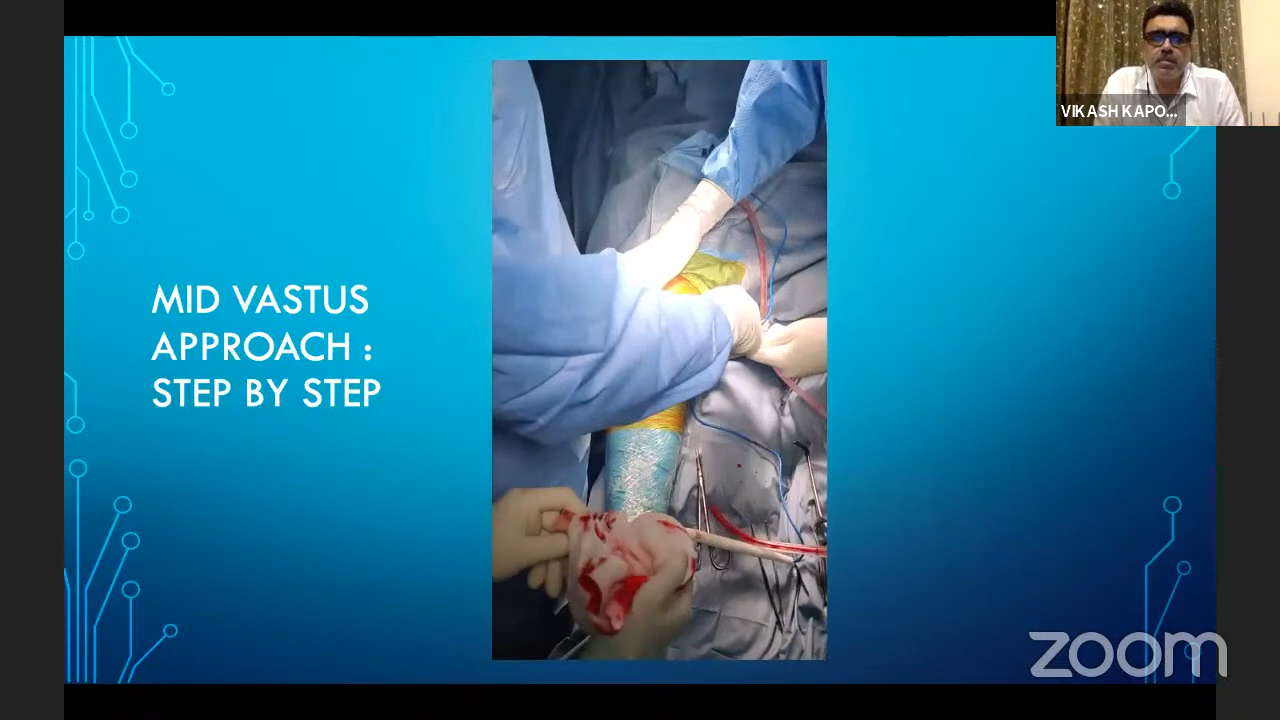 VIKASH KAPO...
MID VASTUS
APPROACH :
STEP BY STEP
zoom